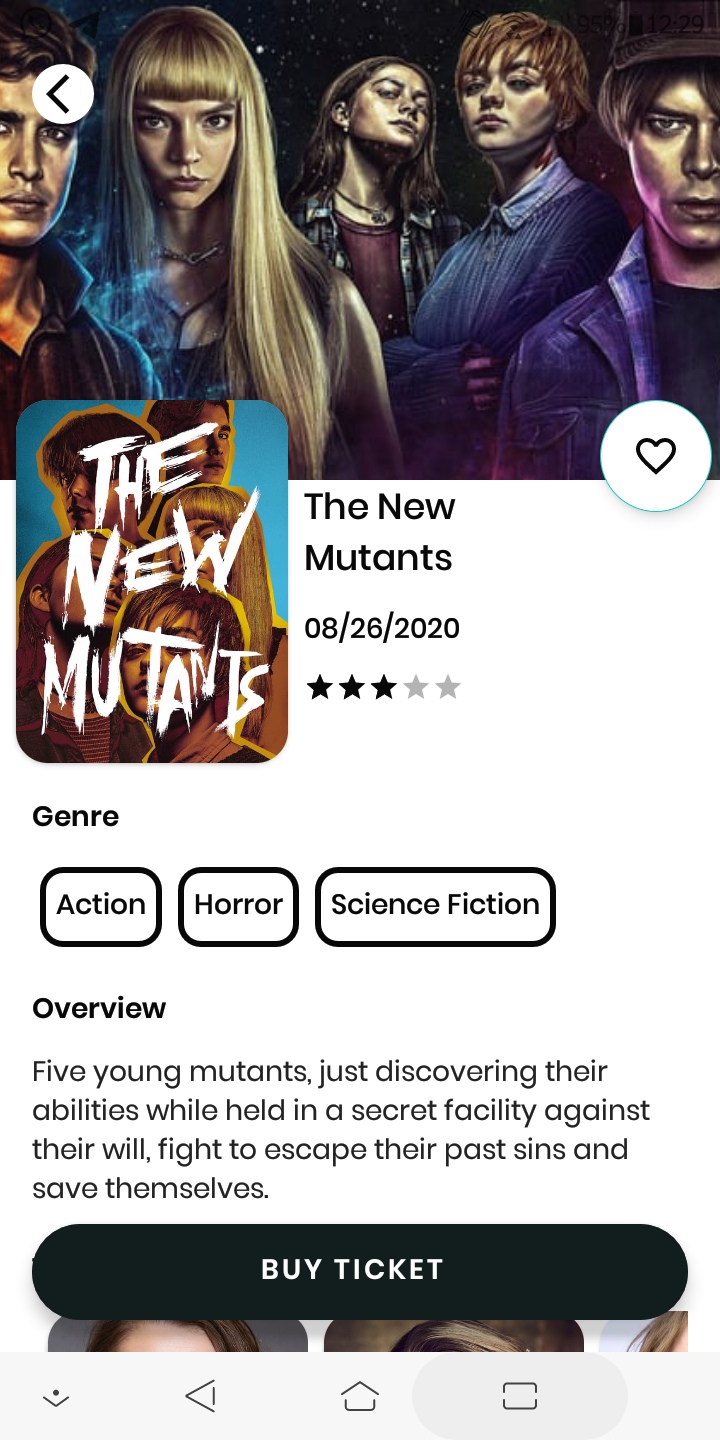 95% 12:29
THE
NEW
MUTANTS
The New
Mutants
08/26/2020
Genre
Action Horror Science Fiction
Overview
Five young mutants, just discovering their
abilities while held in a secret facility against
their will, fight to escape their past sins and
save themselves.
BUY TICKET